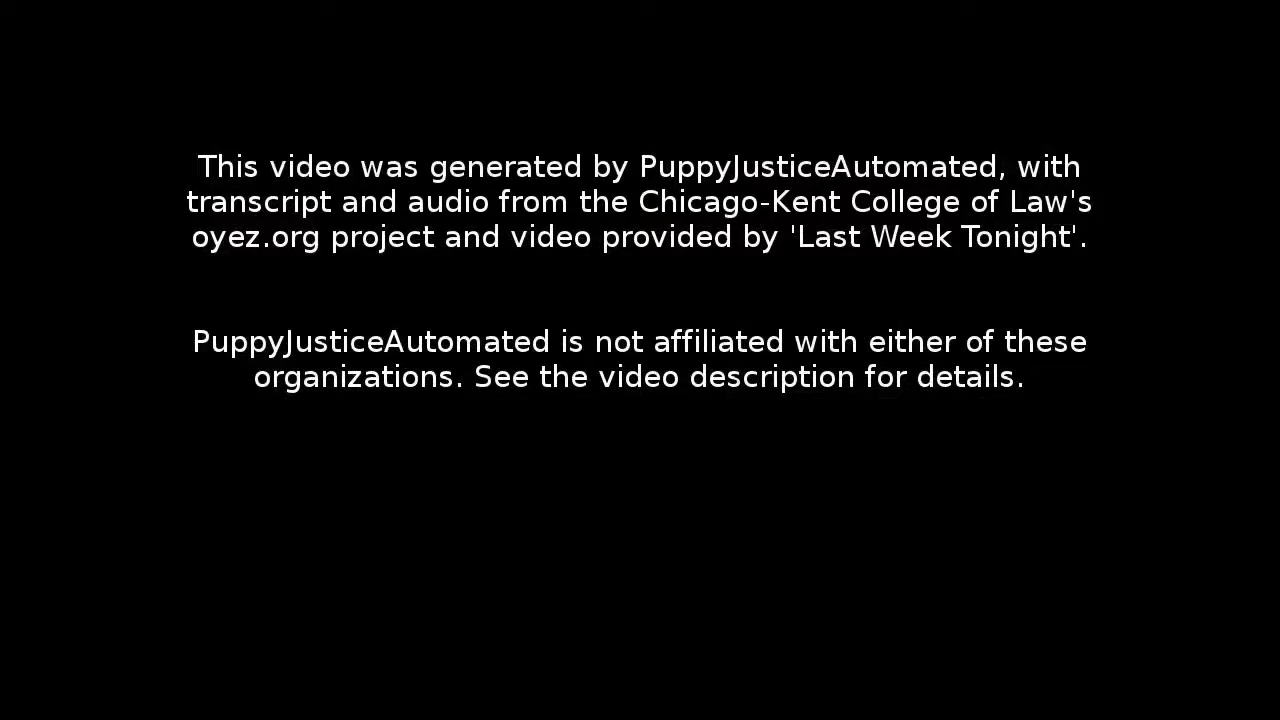 This video was generated by PuppyJusticeAutomated, with
transcript and audio from the Chicago-Kent College of Law's
oyez.org project and video provided by 'Last Week Tonight'.
PuppyJusticeAutomated is not affiliated with either of these
organizations. See the video description for details.